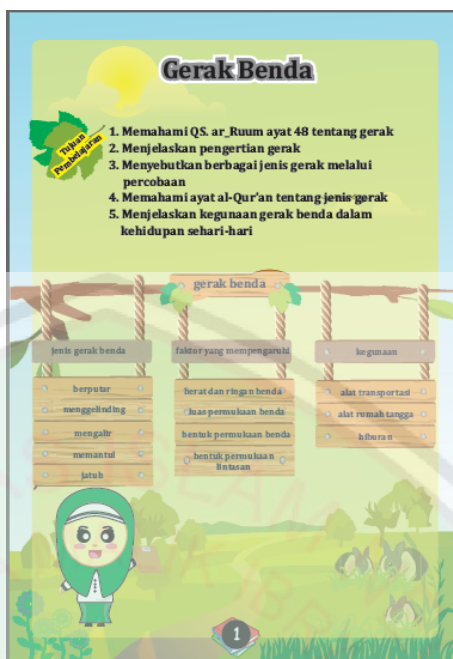 Gerak Benda
Tujuan
Pembelajaran
1. Memahami QS. ar_Ruum ayat 48 tentang gerak
2. Menjelaskan pengertian gerak
3. Menyebutkan berbagai jenis gerak melalui
percobaan
4. Memahami ayat al-Qur'an tentang jenis gerak
5. Menjelaskan kegunaan gerak benda dalam
kehidupan sehari-hari
gerak benda
jenis gerak benda
berputar
menggelinding
mengalir
memantul
jatuh
faktor yang mempengaruhi
Berat dan ringan benda
luas permukaan benda
bentuk permukaan benda
bentuk permukaan
lintasan
kegunaan
alat transportasi
alat rumah tangga
hiburan
1